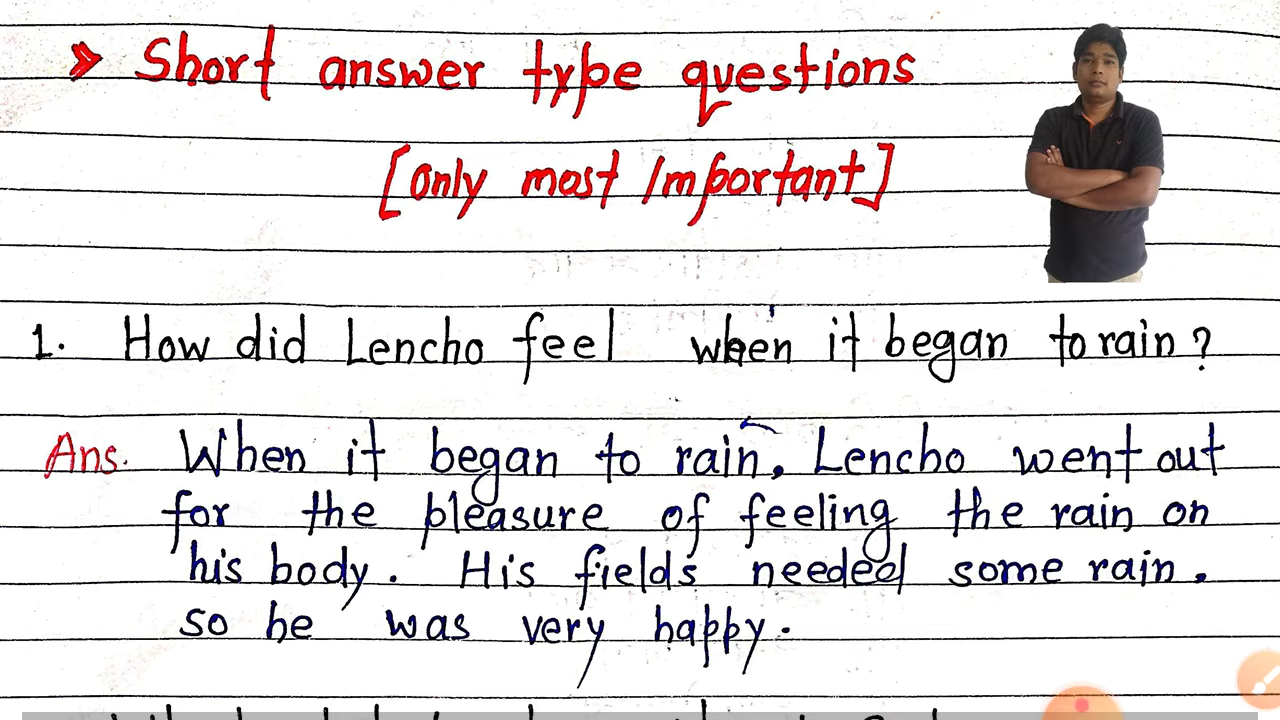 » Short answer type questions
[only most Important]
1. How did Lencho feel when it began to rain?
Ans. When it began to rain, Lencho went out
for the pleasure of feeling the rain on
his body. His fields needed some rain.
so he was very happy.